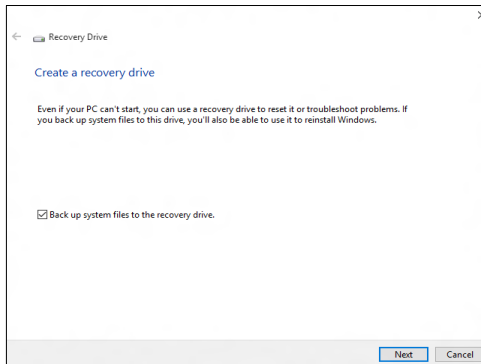 Recovery Drive
Create a recovery drive
Even if your PC can't start, you can use a recovery drive to reset it or troubleshoot problems. If
you back up system files to this drive, you'll also be able to use it to reinstall Windows.
Back up system files to the recovery drive.
Next Cancel